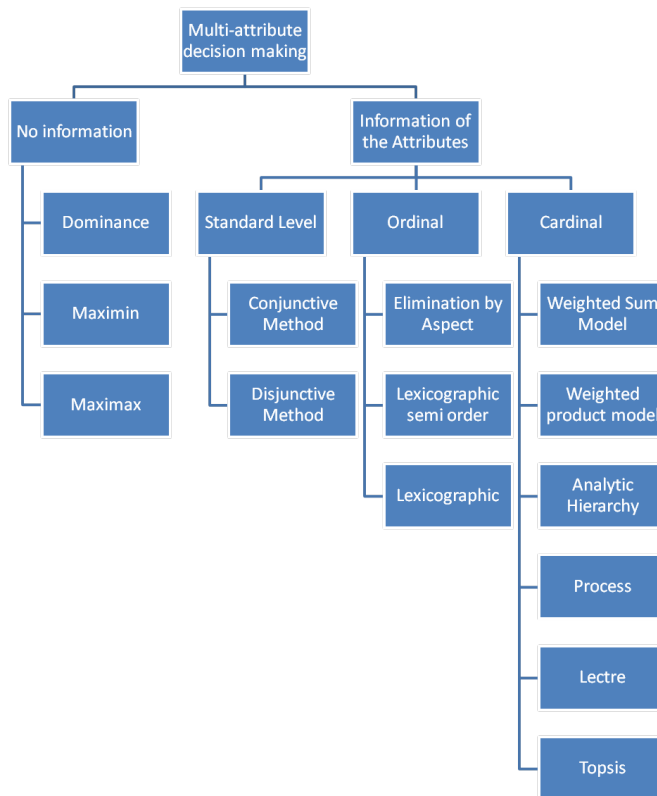 Multi-attribute
decision making
No information
Information of
the Attributes
Dominance
Maximin
Maximax
Standard Level
Ordinal
Cardinal
Conjunctive
Method
Disjunctive
Method
Elimination by
Aspect
Lexicographic
semi order
Lexicographic
Weighted Sum
Model
Weighted
product model
Analytic
Hierarchy
Process
Lectre
Topsis